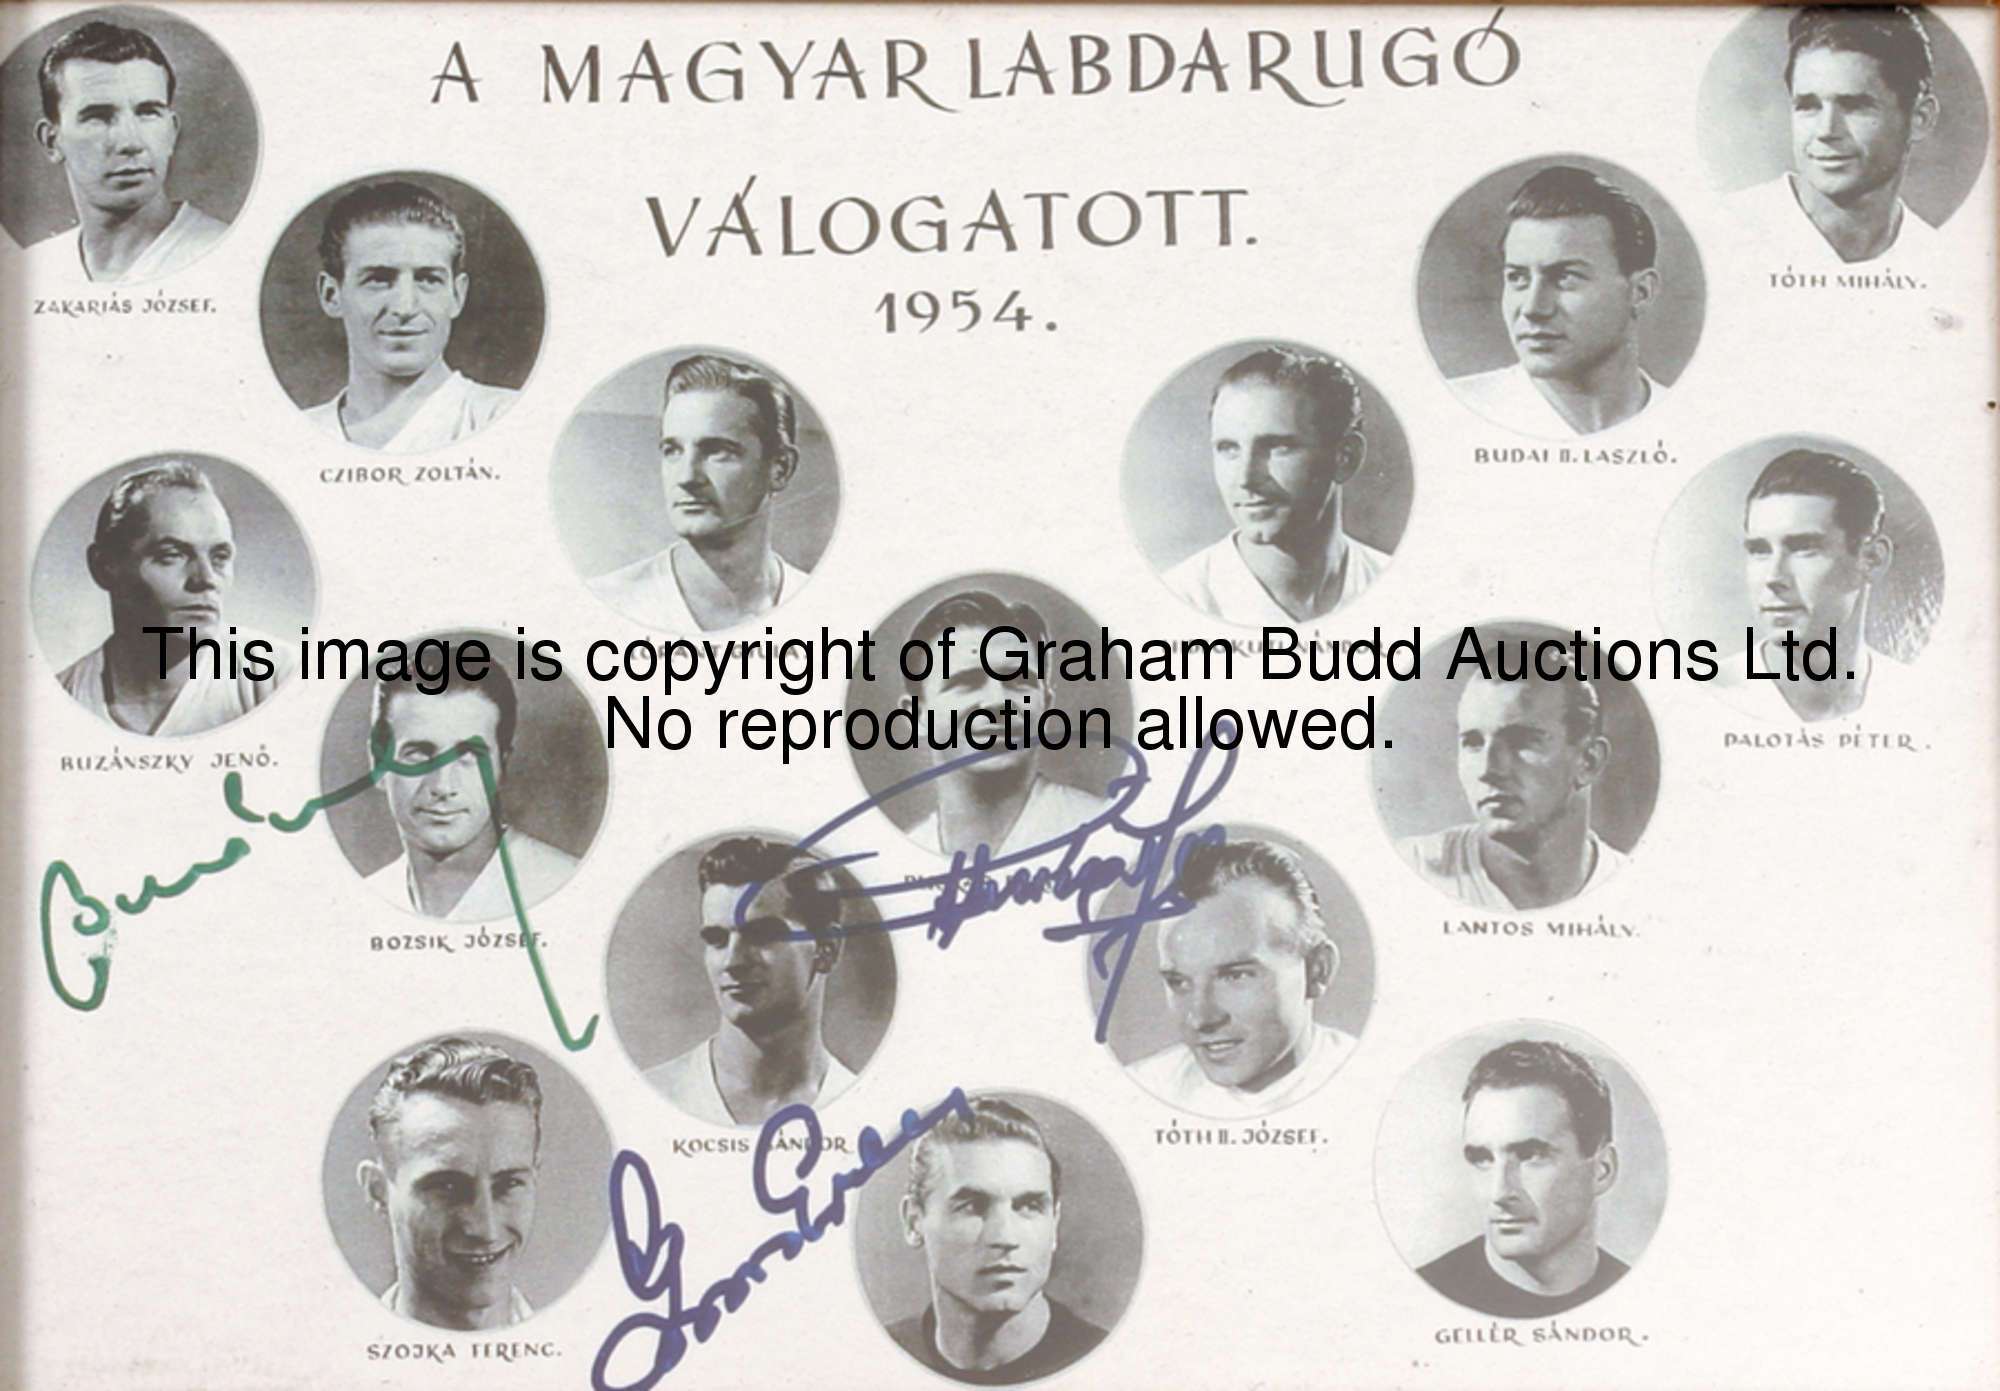 A MAGYAR LABDARUGÓ
VÁLOGATOTT.
1954.
ZAKARIÁS JÓZSEF.
TÓTH MIHÁLY.
CZIBOR ZOLTÁN.
BUDAI II. LASZLÓ.
This image is copyright of Graham Budd Auctions Ltd.
No reproduction allowed.
BUZÁNSZKY JENŐ.
PALOTÁS PÉTER.
BOZSIK JÓZSEF.
LANTOS MIHÁLY.
KOCSIS SÁNDOR
TÓTH II. JÓZSEF.
SZOJKA FERENC.
GELLÉR SÁNDOR.